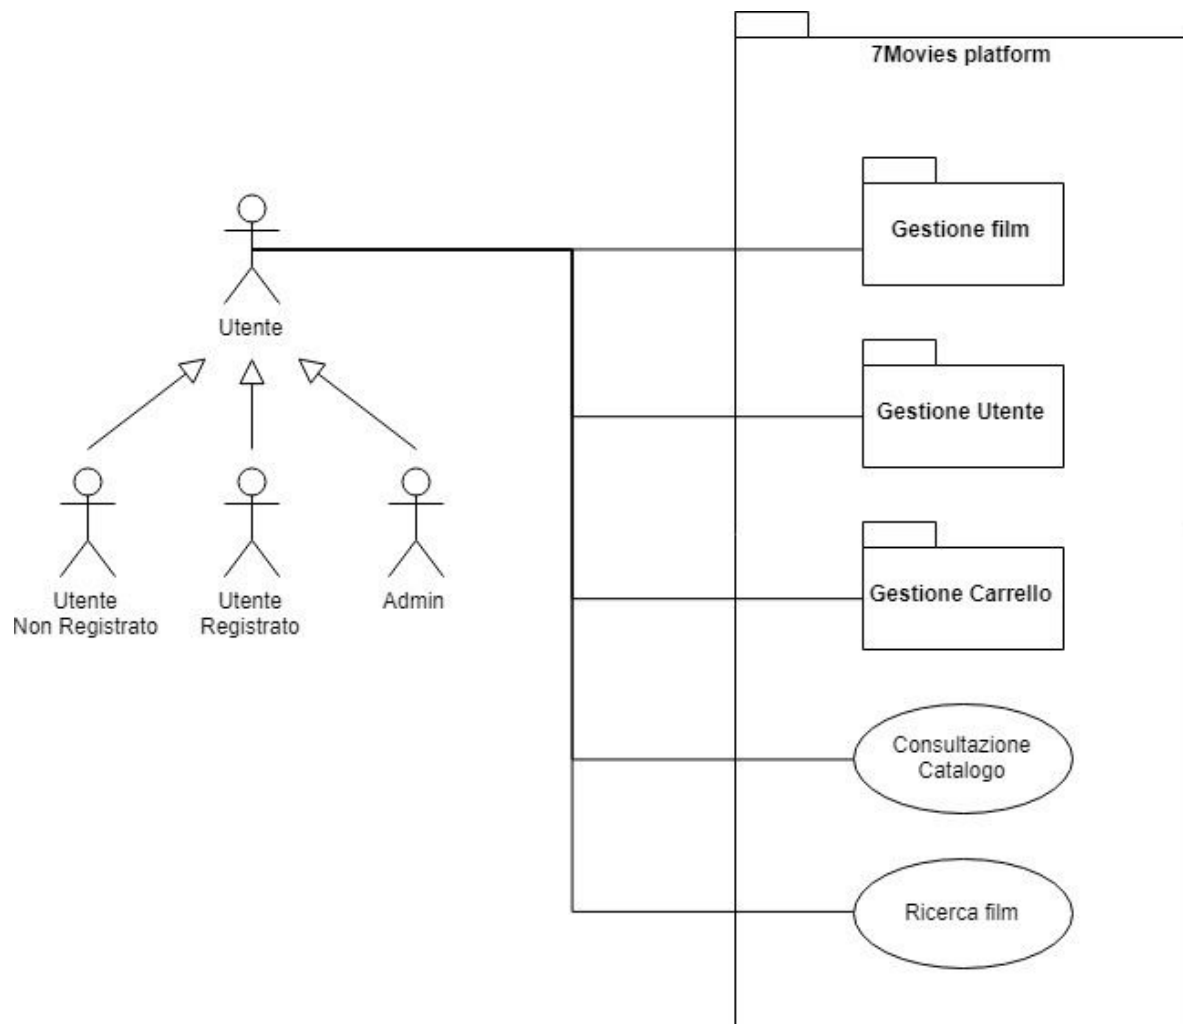 7Movies platform
Gestione film
Utente
Gestione Utente
Utente
Non Registrato
Utente
Registrato
Admin
Gestione Carrello
Consultazione
Catalogo
Ricerca film